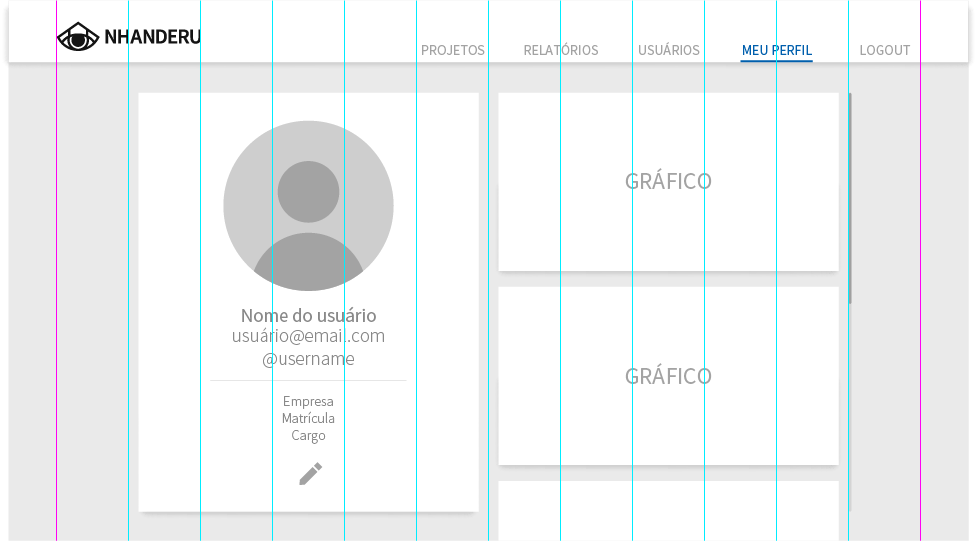 NHANDERU
PROJETOS RELATÓRIOS USUÁRIOS MEU PERFIL LOGOUT
Nome do usuário
usuário@email.com
@username
Empresa
Matrícula
Cargo
GRÁFICO
GRÁFICO